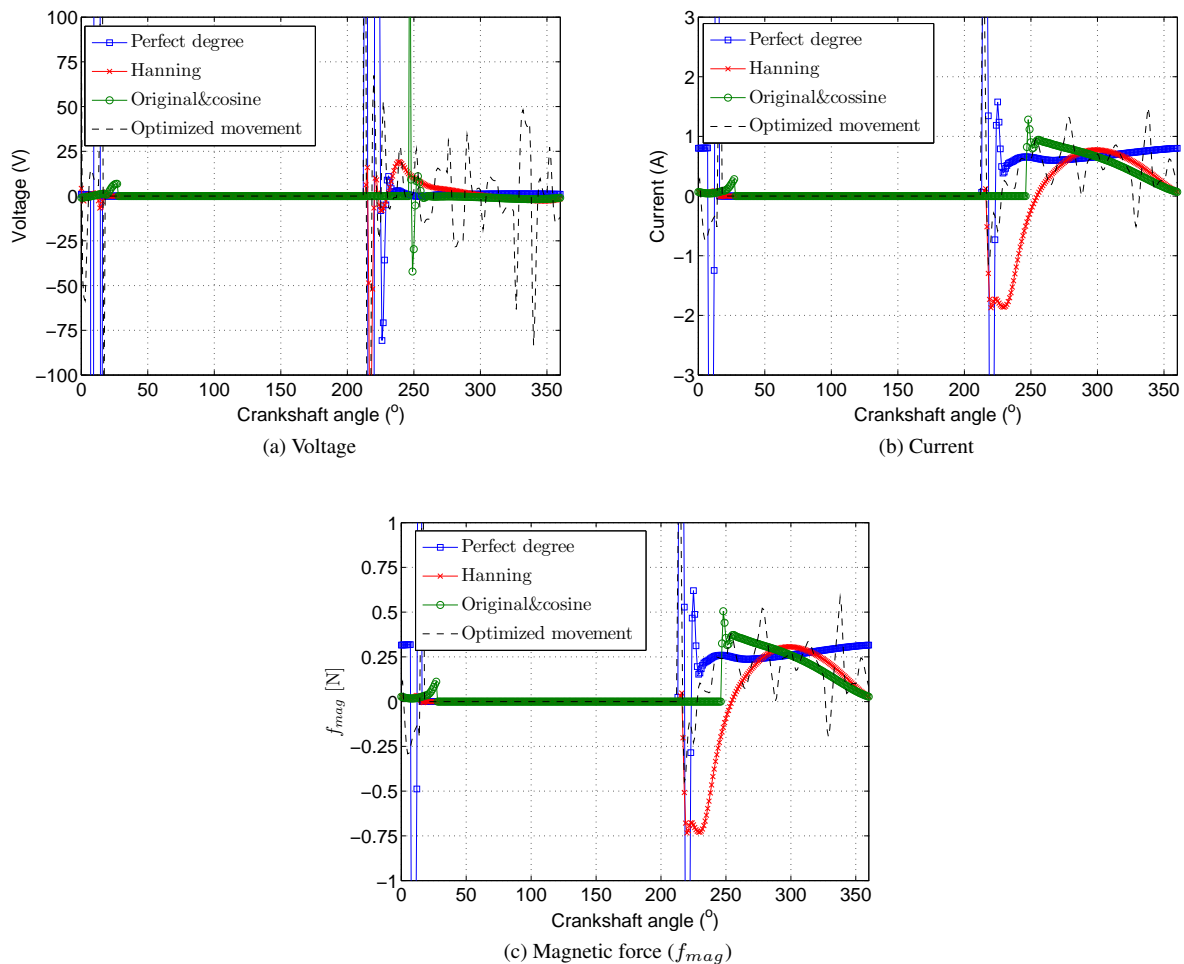 100
75
50
25
0
−25
−50
−75
−100
Voltage (V)
Perfect degree
Hanning
Original&cosine
Optimized movement
0 50 100 150 200 250 300 350
Crankshaft angle (º)
(a) Voltage
3
2
1
0
−1
−2
−3
Current (A)
Perfect degree
Hanning
Original&cossine
Optimized movement
0 50 100 150 200 250 300 350
Crankshaft angle (º)
(b) Current
1
0.75
0.5
0.25
0
−0.25
−0.5
−0.75
−1
fmag [N]
Perfect degree
Hanning
Original&cosine
Optimized movement
0 50 100 150 200 250 300 350
Crankshaft angle (º)
(c) Magnetic force (fmag)